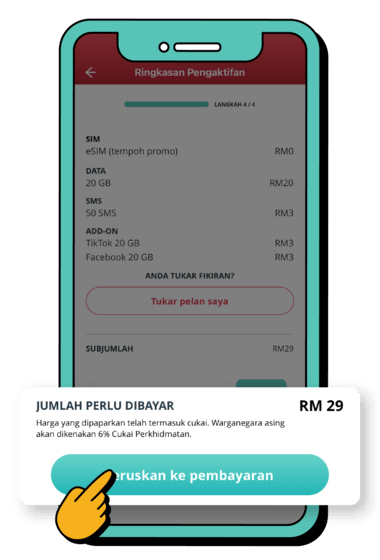 Ringkasan Pengaktifan
LANGKAH 4 / 4
SIM
eSIM (tempoh promo) RM0
DATA
20 GB RM20
SMS
50 SMS RM3
ADD-ON
TikTok 20 GB RM3
Facebook 20 GB RM3
ANDA TUKAR FIKIRAN?
Tukar pelan saya
SUBJUMLAH RM29
JUMLAH PERLU DIBAYAR RM 29
Harga yang dipaparkan telah termasuk cukai. Warganegara asing
akan dikenakan 6% Cukai Perkhidmatan.
eruskan ke pembayaran